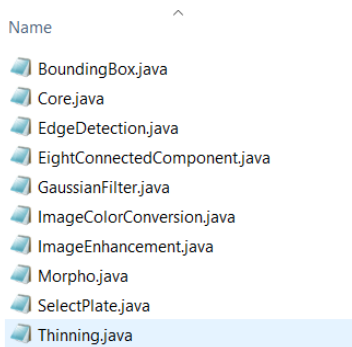 Name
BoundingBox.java
Core.java
EdgeDetection.java
EightConnectedComponent.java
GaussianFilter.java
ImageColorConversion.java
ImageEnhancement.java
Morpho.java
SelectPlate.java
Thinning.java